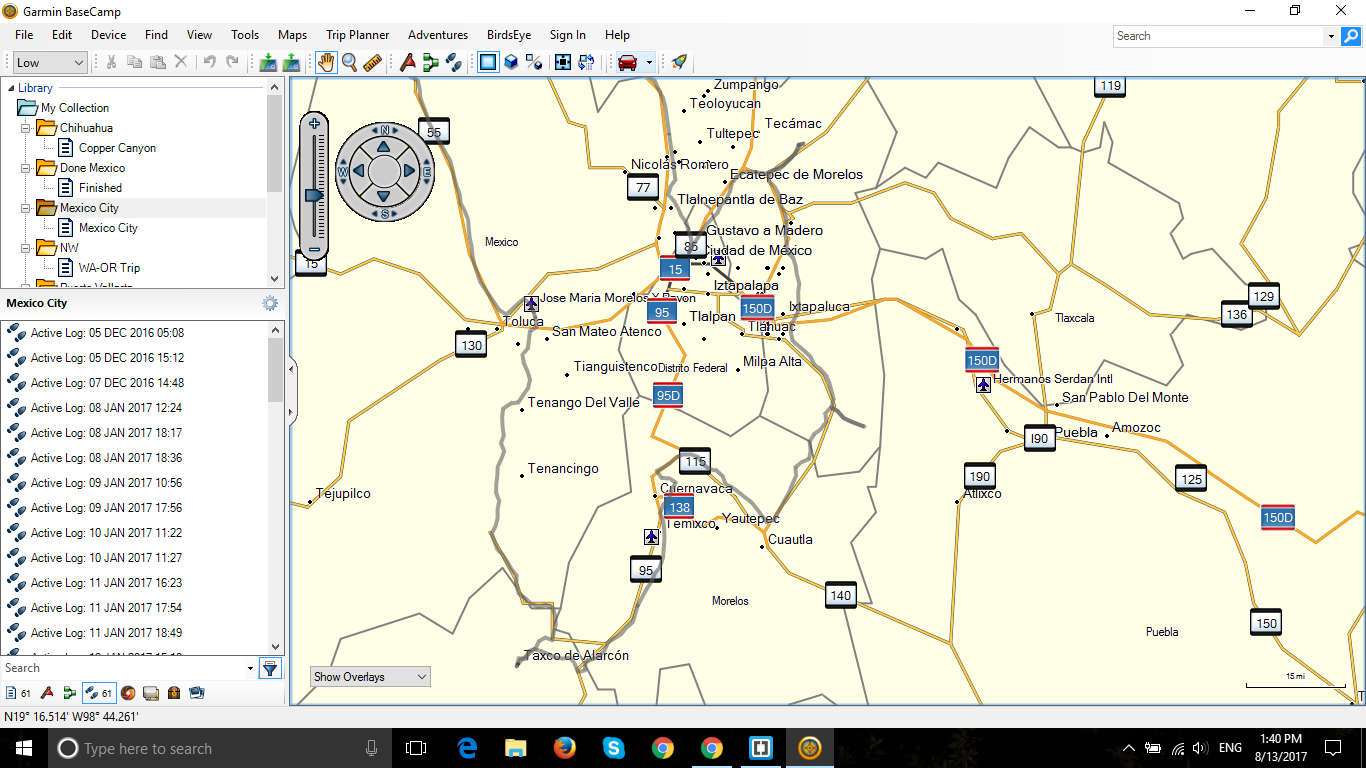 Garmin BaseCamp
File Edit Device Find View Tools Maps Trip Planner Adventures BirdsEye Sign In Help
Search
Low
Library
My Collection
Chihuahua
Copper Canyon
Done Mexico
Finished
Mexico City
Mexico City
NW
WA-OR Trip
Mexico City
Active Log: 05 DEC 2016 05:08
Active Log: 05 DEC 2016 15:12
Active Log: 07 DEC 2016 14:48
Active Log: 08 JAN 2017 12:24
Active Log: 08 JAN 2017 18:17
Active Log: 08 JAN 2017 18:36
Active Log: 09 JAN 2017 10:56
Active Log: 09 JAN 2017 17:56
Active Log: 10 JAN 2017 11:22
Active Log: 10 JAN 2017 11:27
Active Log: 11 JAN 2017 16:23
Active Log: 11 JAN 2017 17:54
Active Log: 11 JAN 2017 18:49
Search
61
61
N19° 16.514' W98° 44.261'
N
W
E
S
Zumpango
119
Teoloyucan
Tecámac
55
Tultepec
Nicolás Romero
Ecatepec de Morelos
77
Tlalnepantla de Baz
Gustavo a Madero
Mexico
85
Ciudad de México
15
15
Iztapalapa
Jose Maria Morelos Y Pavon
129
95
150D
Ixtapaluca
136
Toluca
Tlalpan
Tláhuac
Tlaxcala
San Mateo Atenco
130
Milpa Alta
150D
Tianguistenco
Distrito Federal
Hermanos Serdan Intl
95D
San Pablo Del Monte
Tenango Del Valle
Amozoc
I90
Puebla
115
Tenancingo
190
125
Tejupilco
Cuernavaca
Atlixco
138
Temixco
Yautepec
150D
Cuautla
95
140
Morelos
150
Puebla
Taxco de Alarcón
Show Overlays
15 mi
T
Type here to search
ENG
1:40 PM
8/13/2017